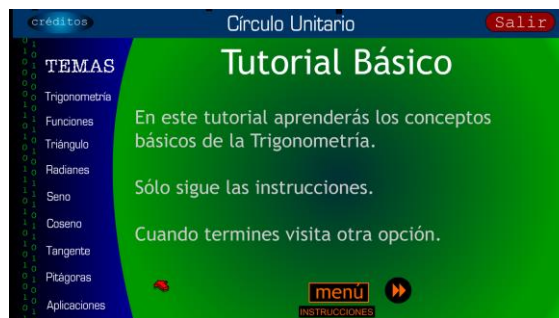 créditos
Círculo Unitario
Salir
TEMAS
Trigonometría
Funciones
Triángulo
Radianes
Seno
Coseno
Tangente
Pitágoras
Aplicaciones
Tutorial Básico
En este tutorial aprenderás los conceptos
básicos de la Trigonometría.
Sólo sigue las instrucciones.
Cuando termines visita otra opción.
menú
INSTRUCCIONES